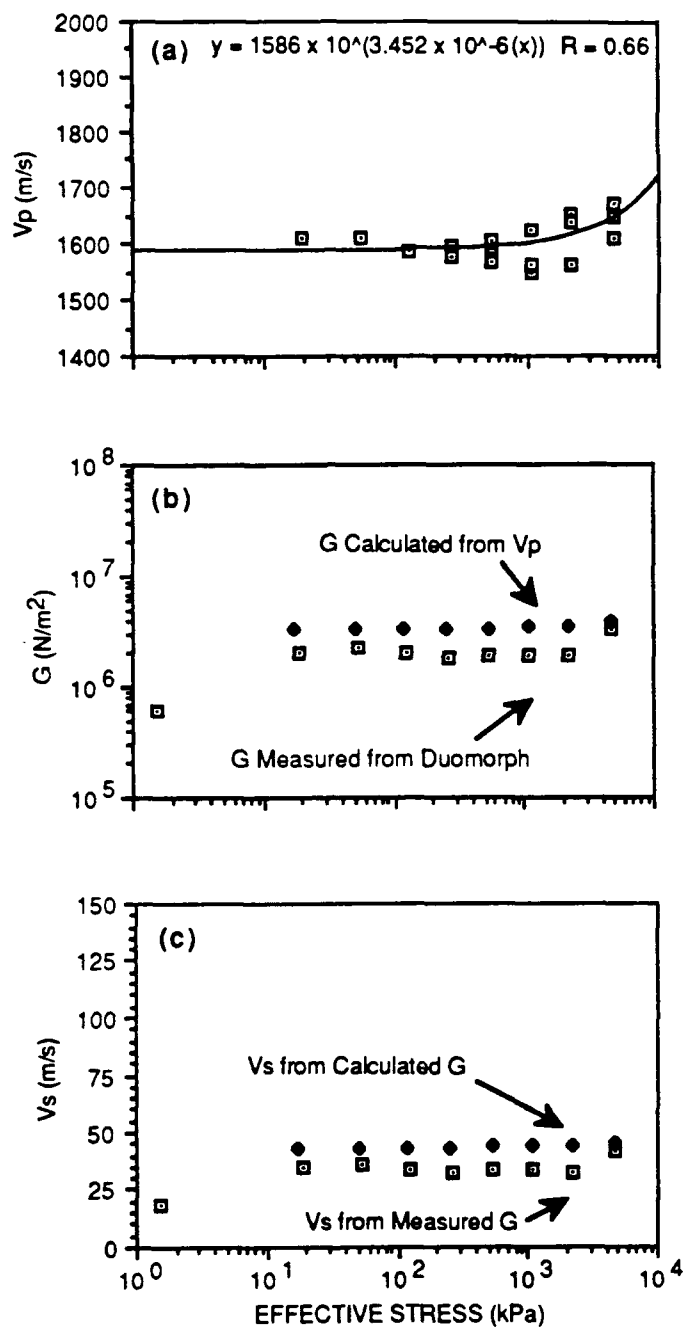 (a) y = 1586 x 10^(3.452 x 10^-6(x)) R = 0.66
2000
1900
1800
1700
1600
1500
1400
Vp (m/s)
(b)
10^8
10^7
10^6
10^5
G (N/m2)
G Calculated from Vp
G Measured from Duomorph
(c)
150
125
100
75
50
25
0
Vs (m/s)
Vs from Calculated G
Vs from Measured G
10^0 10^1 10^2 10^3 10^4
EFFECTIVE STRESS (kPa)